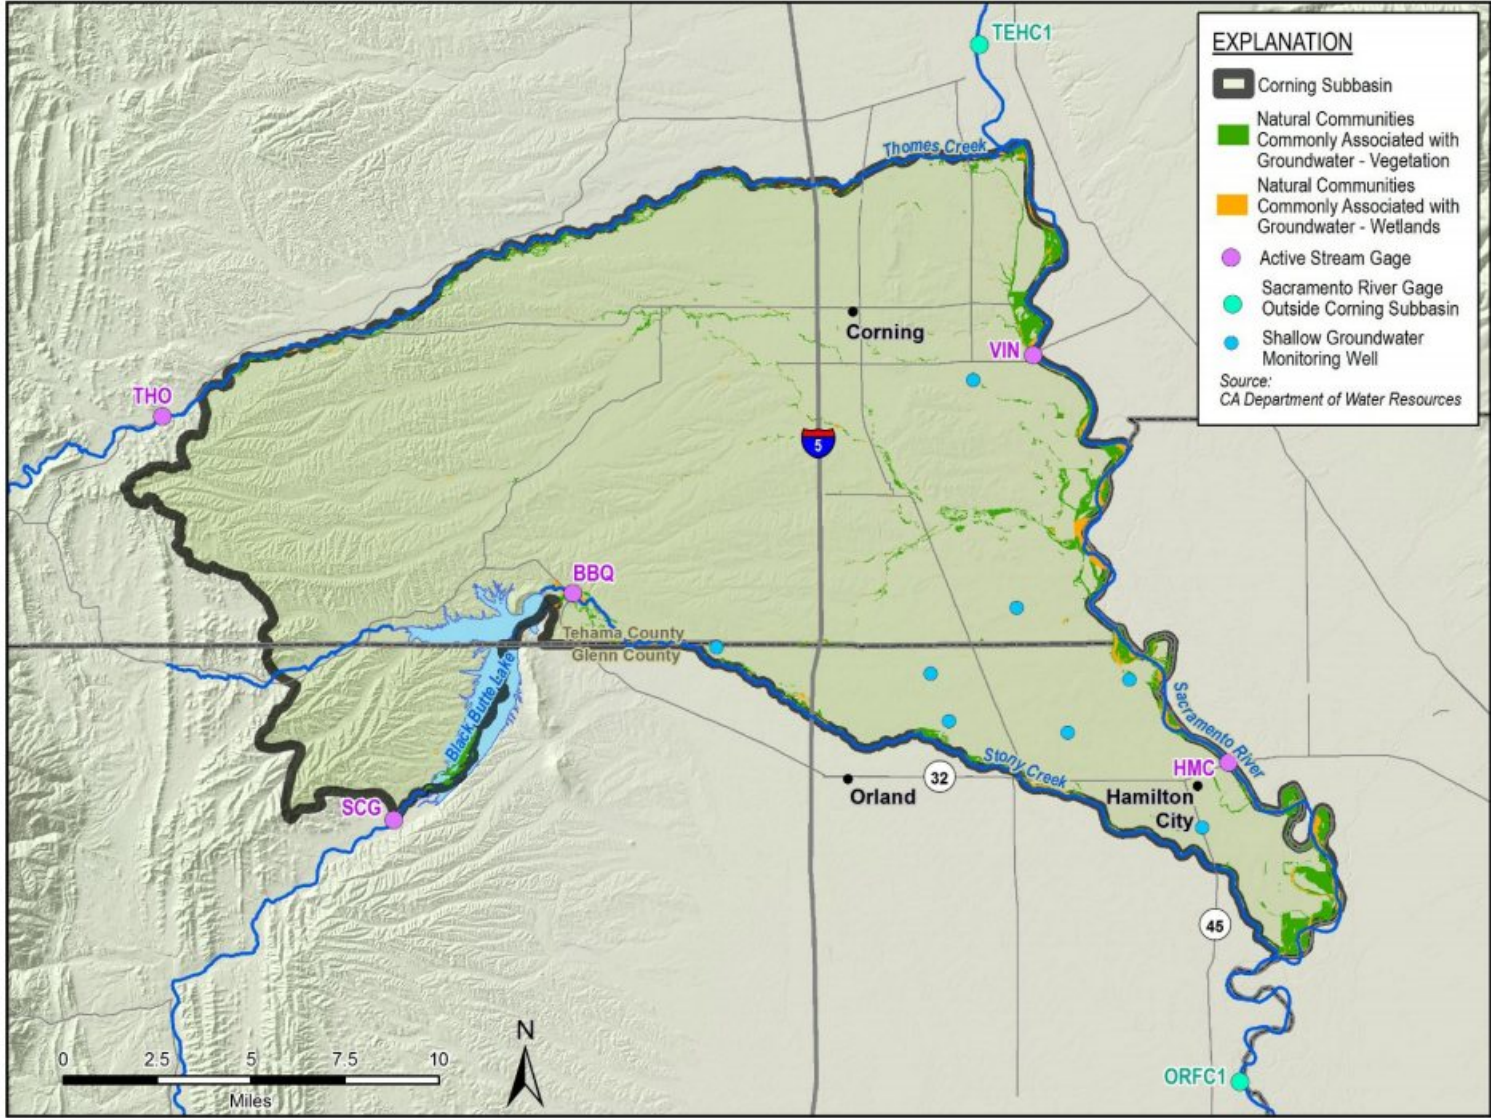 TEHC1
EXPLANATION
Corning Subbasin
Natural Communities
Commonly Associated with
Groundwater - Vegetation
Natural Communities
Commonly Associated with
Groundwater - Wetlands
Active Stream Gage
Sacramento River Gage
Outside Corning Subbasin
Shallow Groundwater
Monitoring Well
Source:
CA Department of Water Resources
Thomes Creek
Corning
VIN
THO
5
BBQ
Tehama County
Glenn County
Black Butte Lake
Sacramento River
Stony Creek
HMC
32
Orland
Hamilton
City
SCG
45
N
0 2.5 5 7.5 10
Miles
ORFC1